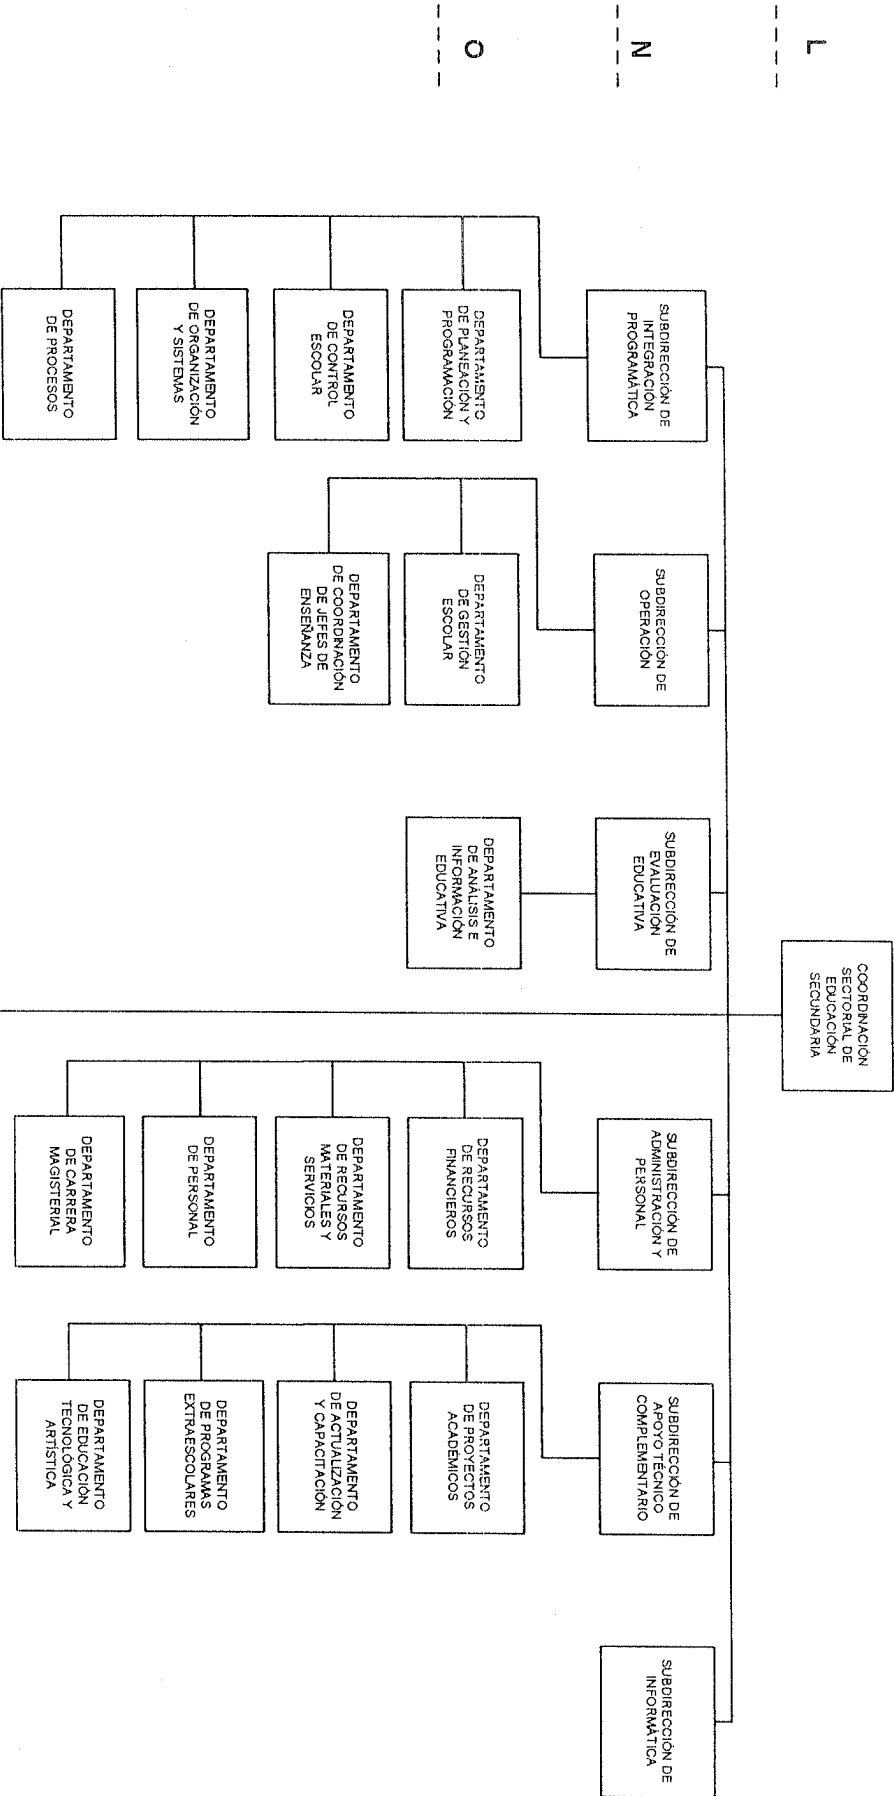 L
COORDINACIÓN
SECTORIAL DE
EDUCACIÓN
SECUNDARIA
N
SUBDIRECCIÓN DE
INTEGRACIÓN
PROGRAMÁTICA
SUBDIRECCIÓN DE
OPERACIÓN
SUBDIRECCIÓN DE
EVALUACIÓN
EDUCATIVA
SUBDIRECCIÓN DE
ADMINISTRACIÓN Y
PERSONAL
SUBDIRECCIÓN DE
APOYO TÉCNICO
COMPLEMENTARIO
SUBDIRECCIÓN DE
INFORMÁTICA
O
DEPARTAMENTO
DE PLANEACIÓN Y
PROGRAMACIÓN
DEPARTAMENTO
DE GESTIÓN
ESCOLAR
DEPARTAMENTO
DE ANÁLISIS E
INFORMACIÓN
EDUCATIVA
DEPARTAMENTO
DE RECURSOS
FINANCIEROS
DEPARTAMENTO
DE PROYECTOS
ACADÉMICOS
DEPARTAMENTO
DE CONTROL
ESCOLAR
DEPARTAMENTO
DE COORDINACIÓN
DE JEFES DE
ENSEÑANZA
DEPARTAMENTO
DE RECURSOS
MATERIALES Y
SERVICIOS
DEPARTAMENTO
DE ACTUALIZACIÓN
Y CAPACITACIÓN
DEPARTAMENTO
DE ORGANIZACIÓN
Y SISTEMAS
DEPARTAMENTO
DE PERSONAL
DEPARTAMENTO
DE PROGRAMAS
EXTRAESCOLARES
DEPARTAMENTO
DE PROCESOS
DEPARTAMENTO
DE CARRERA
MAGISTERIAL
DEPARTAMENTO
DE EDUCACIÓN
TECNOLÓGICA Y
ARTÍSTICA